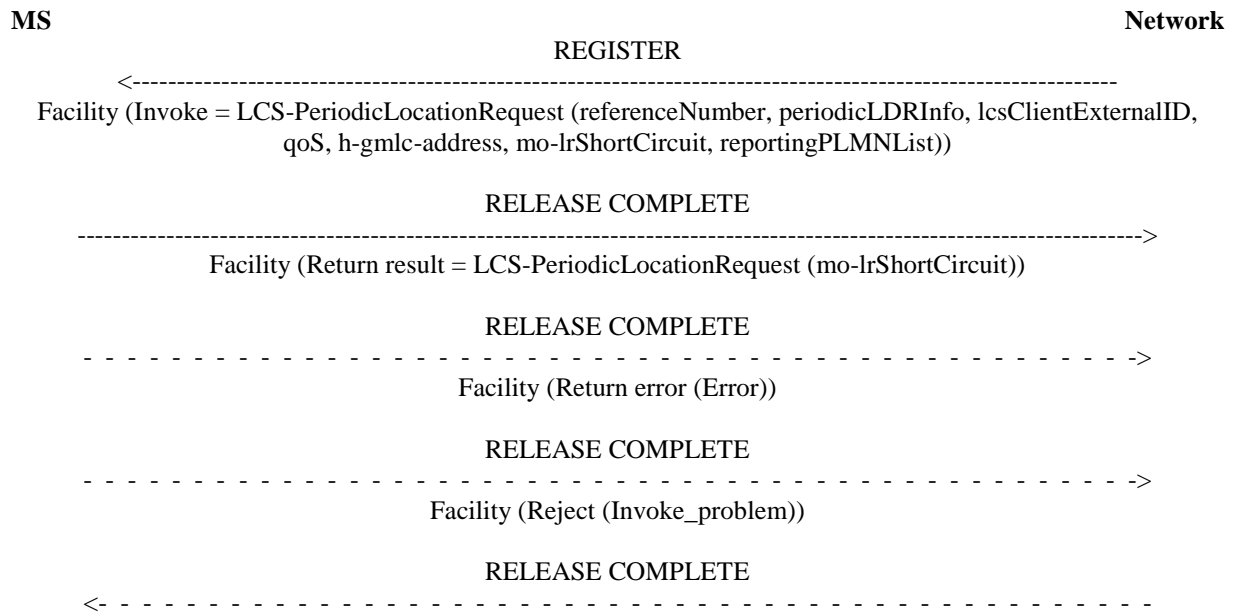 MS Network
REGISTER
<--------------------------------------------------------------------------------------------------------------
Facility (Invoke = LCS-PeriodicLocationRequest (referenceNumber, periodicLDRInfo, lcsClientExternalID,
qoS, h-gmlc-address, mo-lrShortCircuit, reportingPLMNList))
RELEASE COMPLETE
----------------------------------------------------------------------------------------------------------------------->
Facility (Return result = LCS-PeriodicLocationRequest (mo-lrShortCircuit))
RELEASE COMPLETE
- - - - - - - - - - - - - - - - - - - - - - - - - - - - - - - - - - - - - - - - - - - - - - - - - - - - - - - - - ->
Facility (Return error (Error))
RELEASE COMPLETE
- - - - - - - - - - - - - - - - - - - - - - - - - - - - - - - - - - - - - - - - - - - - - - - - - - - - - - - - - ->
Facility (Reject (Invoke_problem))
RELEASE COMPLETE
<- - - - - - - - - - - - - - - - - - - - - - - - - - - - - - - - - - - - - - - - - - - - - - - - - - - - - - - - - -